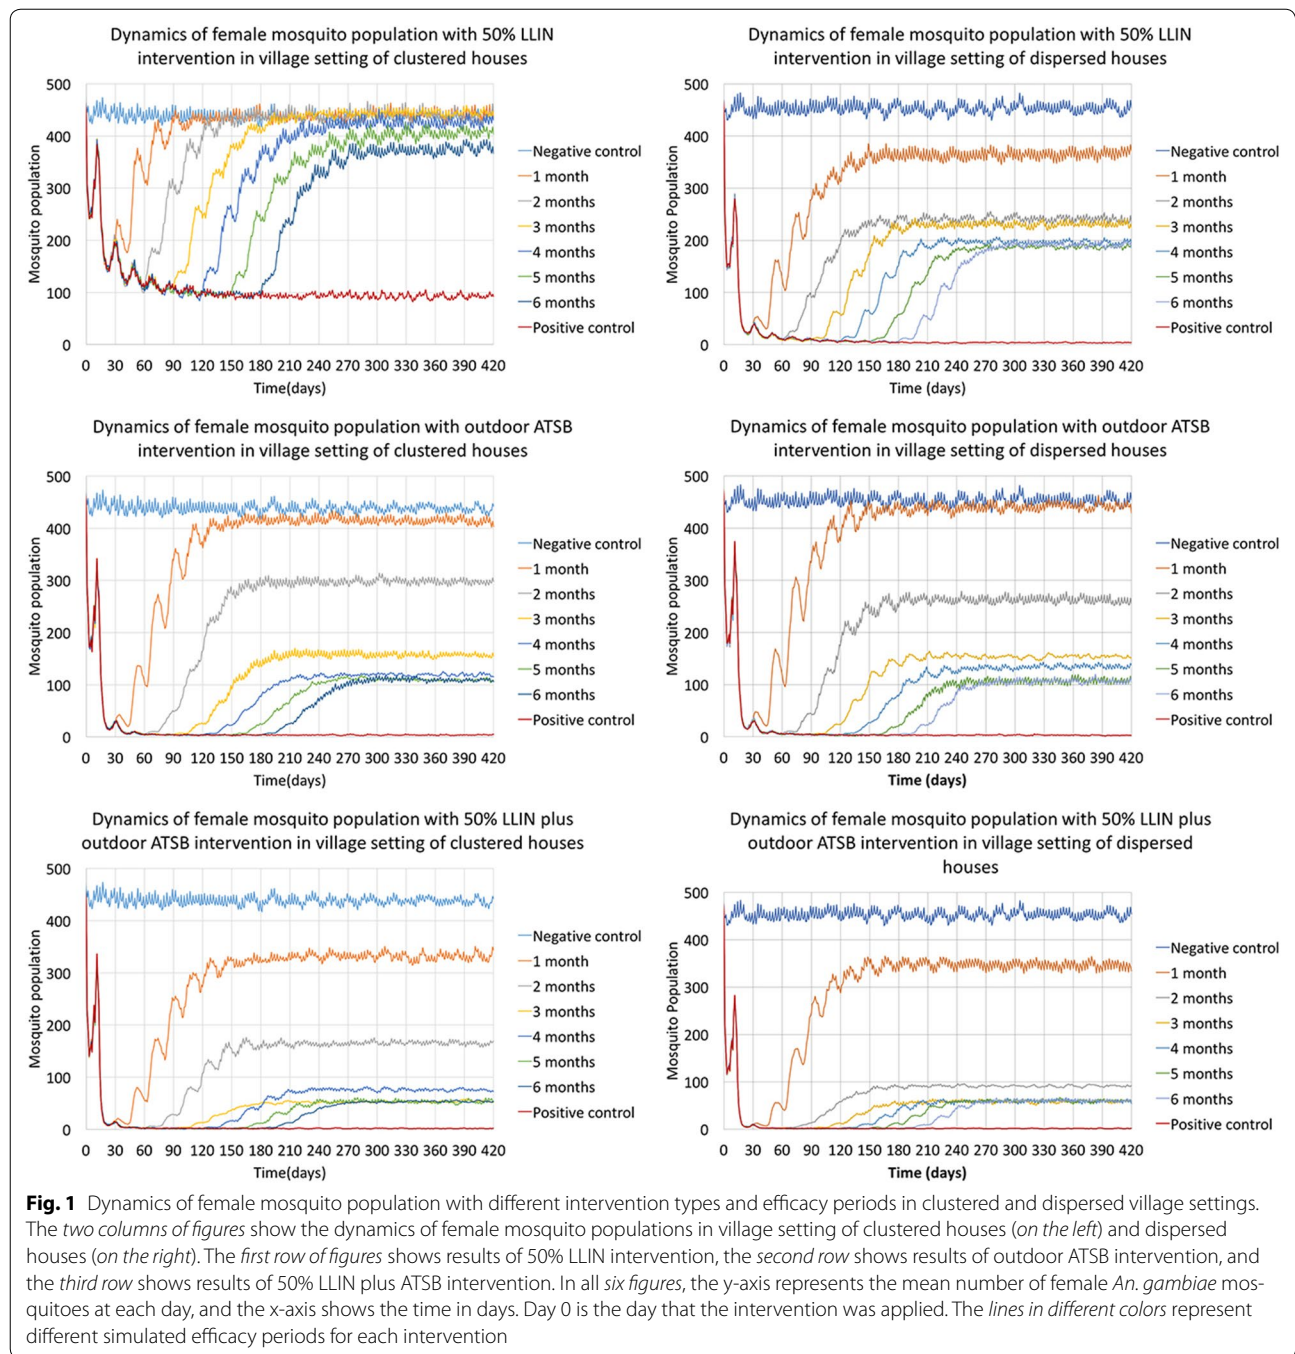 Dynamics of female mosquito population with 50% LLIN
intervention in village setting of clustered houses
Mosquito population
500
400
300
200
100
0
0 30 60 90 120 150 180 210 240 270 300 330 360 390 420
Time(days)
Negative control
1 month
2 months
3 months
4 months
5 months
6 months
Positive control
Dynamics of female mosquito population with 50% LLIN
intervention in village setting of dispersed houses
Mosquito Population
500
400
300
200
100
0
0 30 60 90 120 150 180 210 240 270 300 330 360 390 420
Time (days)
Negative control
1 month
2 months
3 months
4 months
5 months
6 months
Positive control
Dynamics of female mosquito population with outdoor ATSB
intervention in village setting of clustered houses
Mosquito population
500
400
300
200
100
0
0 30 60 90 120 150 180 210 240 270 300 330 360 390 420
Time(days)
Negative control
1 month
2 months
3 months
4 months
5 months
6 months
Positive control
Dynamics of female mosquito population with outdoor ATSB
intervention in village setting of dispersed houses
Mosquito population
500
400
300
200
100
0
0 30 60 90 120 150 180 210 240 270 300 330 360 390 420
Time (days)
Negative control
1 month
2 months
3 months
4 months
5 months
6 months
Positive control
Dynamics of female mosquito population with 50% LLIN plus
outdoor ATSB intervention in village setting of clustered houses
Mosquito population
500
400
300
200
100
0
0 30 60 90 120 150 180 210 240 270 300 330 360 390 420
Time(days)
Negative control
1 month
2 months
3 months
4 months
5 months
6 months
Positive control
Dynamics of female mosquito population with 50% LLIN plus
outdoor ATSB intervention in village setting of dispersed
houses
Mosquito Population
500
400
300
200
100
0
0 30 60 90 120 150 180 210 240 270 300 330 360 390 420
Time (days)
Negative control
1 month
2 months
3 months
4 months
5 months
6 months
Positive control
Fig. 1 Dynamics of female mosquito population with different intervention types and efficacy periods in clustered and dispersed village settings.
The two columns of figures show the dynamics of female mosquito populations in village setting of clustered houses (on the left) and dispersed
houses (on the right). The first row of figures shows results of 50% LLIN intervention, the second row shows results of outdoor ATSB intervention, and
the third row shows results of 50% LLIN plus ATSB intervention. In all six figures, the y-axis represents the mean number of female An. gambiae mos-
quitoes at each day, and the x-axis shows the time in days. Day 0 is the day that the intervention was applied. The lines in different colors represent
different simulated efficacy periods for each intervention